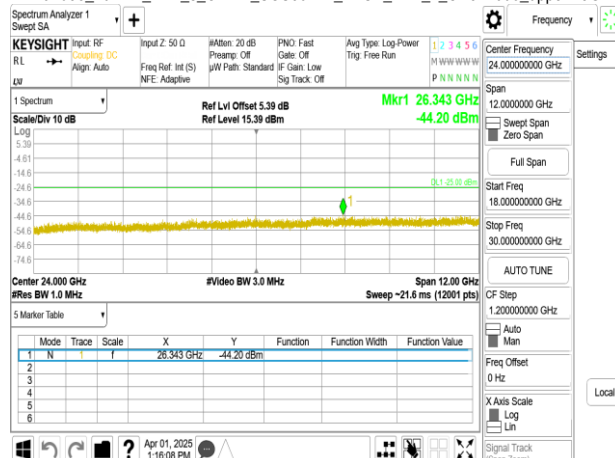 Spectrum Analyzer 1
Swept SA
Frequency
Settings
KEYSIGHT
RL
LXI
Input: RF
Coupling: DC
Align: Auto
Input Z: 50 Ω
Freq Ref: Int (S)
NFE: Adaptive
#Atten: 20 dB
Preamp: Off
µW Path: Standard
PNO: Fast
Gate: Off
IF Gain: Low
Sig Track: Off
Avg Type: Log-Power
Trig: Free Run
1 2 3 4 5 6
M W W W W W
P N N N N N
1 Spectrum
Scale/Div 10 dB
Log
Ref Lvl Offset 5.39 dB
Ref Level 15.39 dBm
Mkr1 26.343 GHz
-44.20 dBm
5.39
-4.61
-14.6
-24.6
-34.6
-44.6
-54.6
-64.6
-74.6
DL1 -23.00 dBm
1
Center 24.000 GHz
#Res BW 1.0 MHz
#Video BW 3.0 MHz
Span 12.00 GHz
Sweep ~21.6 ms (12001 pts)
5 Marker Table
Mode Trace Scale X Y Function Function Width Function Value
1 N 1 f 26.343 GHz -44.20 dBm
2
3
4
5
6
Apr 01, 2025
1:16:08 PM
Center Frequency
24.000000000 GHz
Span
12.0000000 GHz
Swept Span
Zero Span
Full Span
Start Freq
18.000000000 GHz
Stop Freq
30.000000000 GHz
AUTO TUNE
CF Step
1.200000000 GHz
Auto
Man
Freq Offset
0 Hz
X Axis Scale
Log
Lin
Signal Track
Local